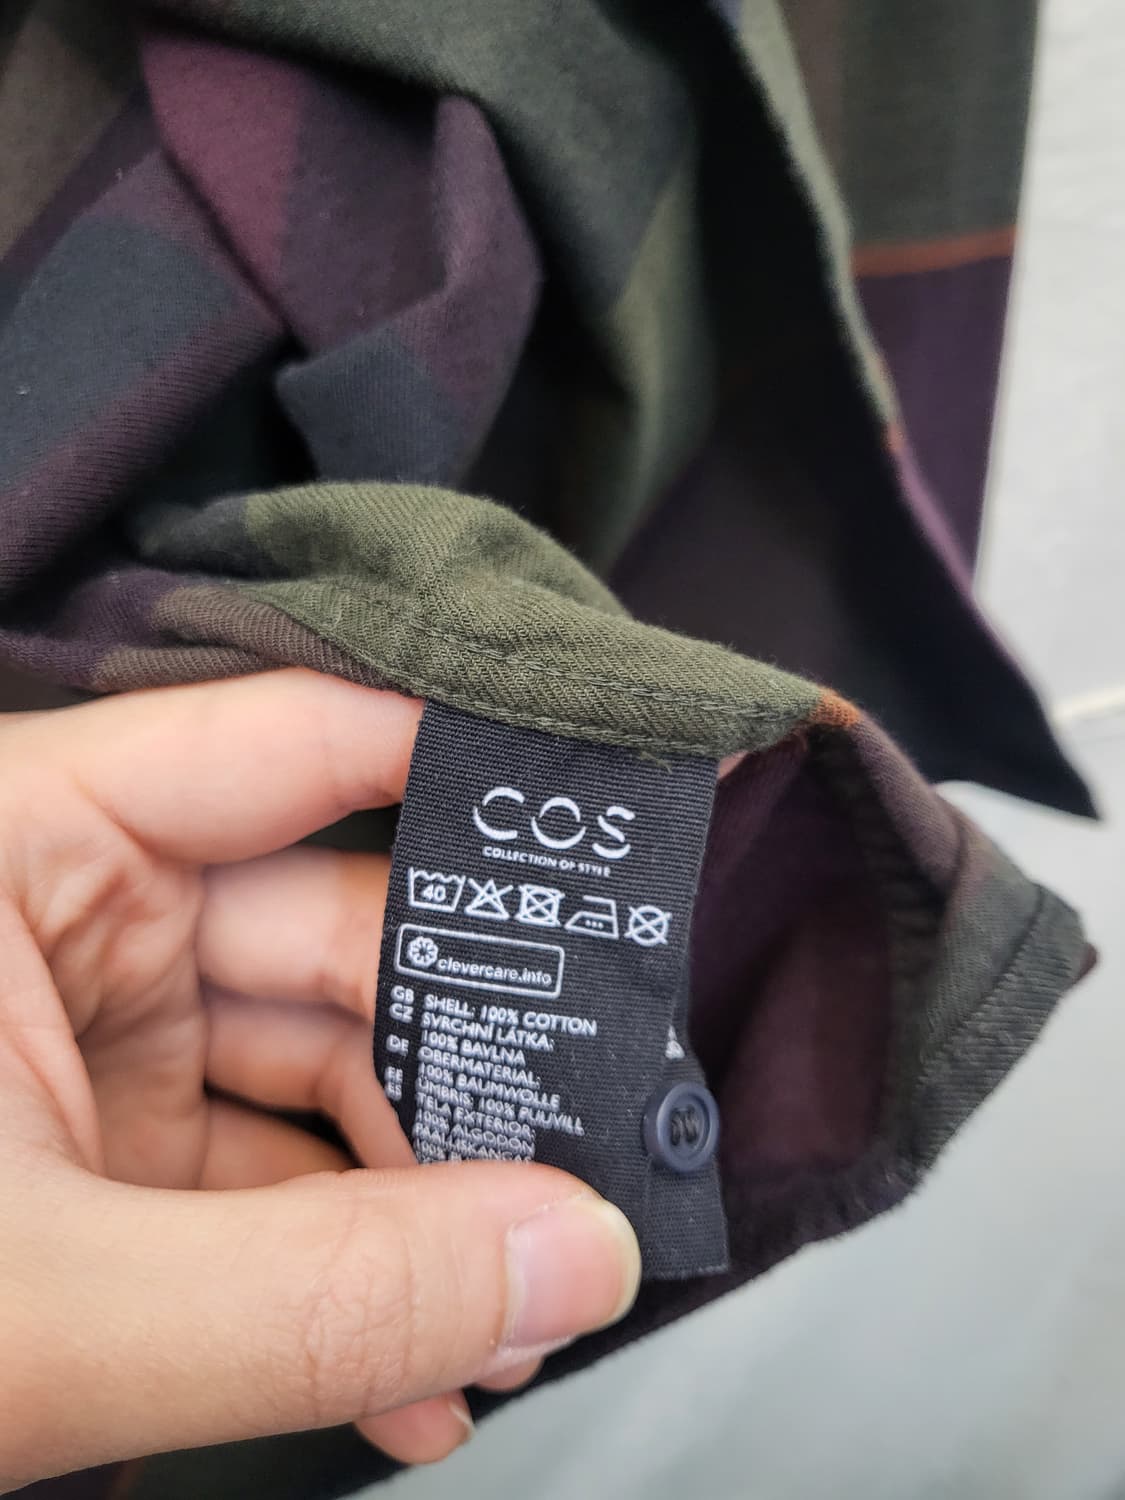 COS
COLLECTION OF STYLE
40
clevercare.info
GB SHELL: 100% COTTON
CZ SVRCHNÍ LÁTKA:
100% BAVLNA
DE OBERMATERIAL:
100% BAUMWOLLE
EE ÜMBRIS: 100% PUUVILL
ES TELA EXTERIOR
100% ALGODÓN